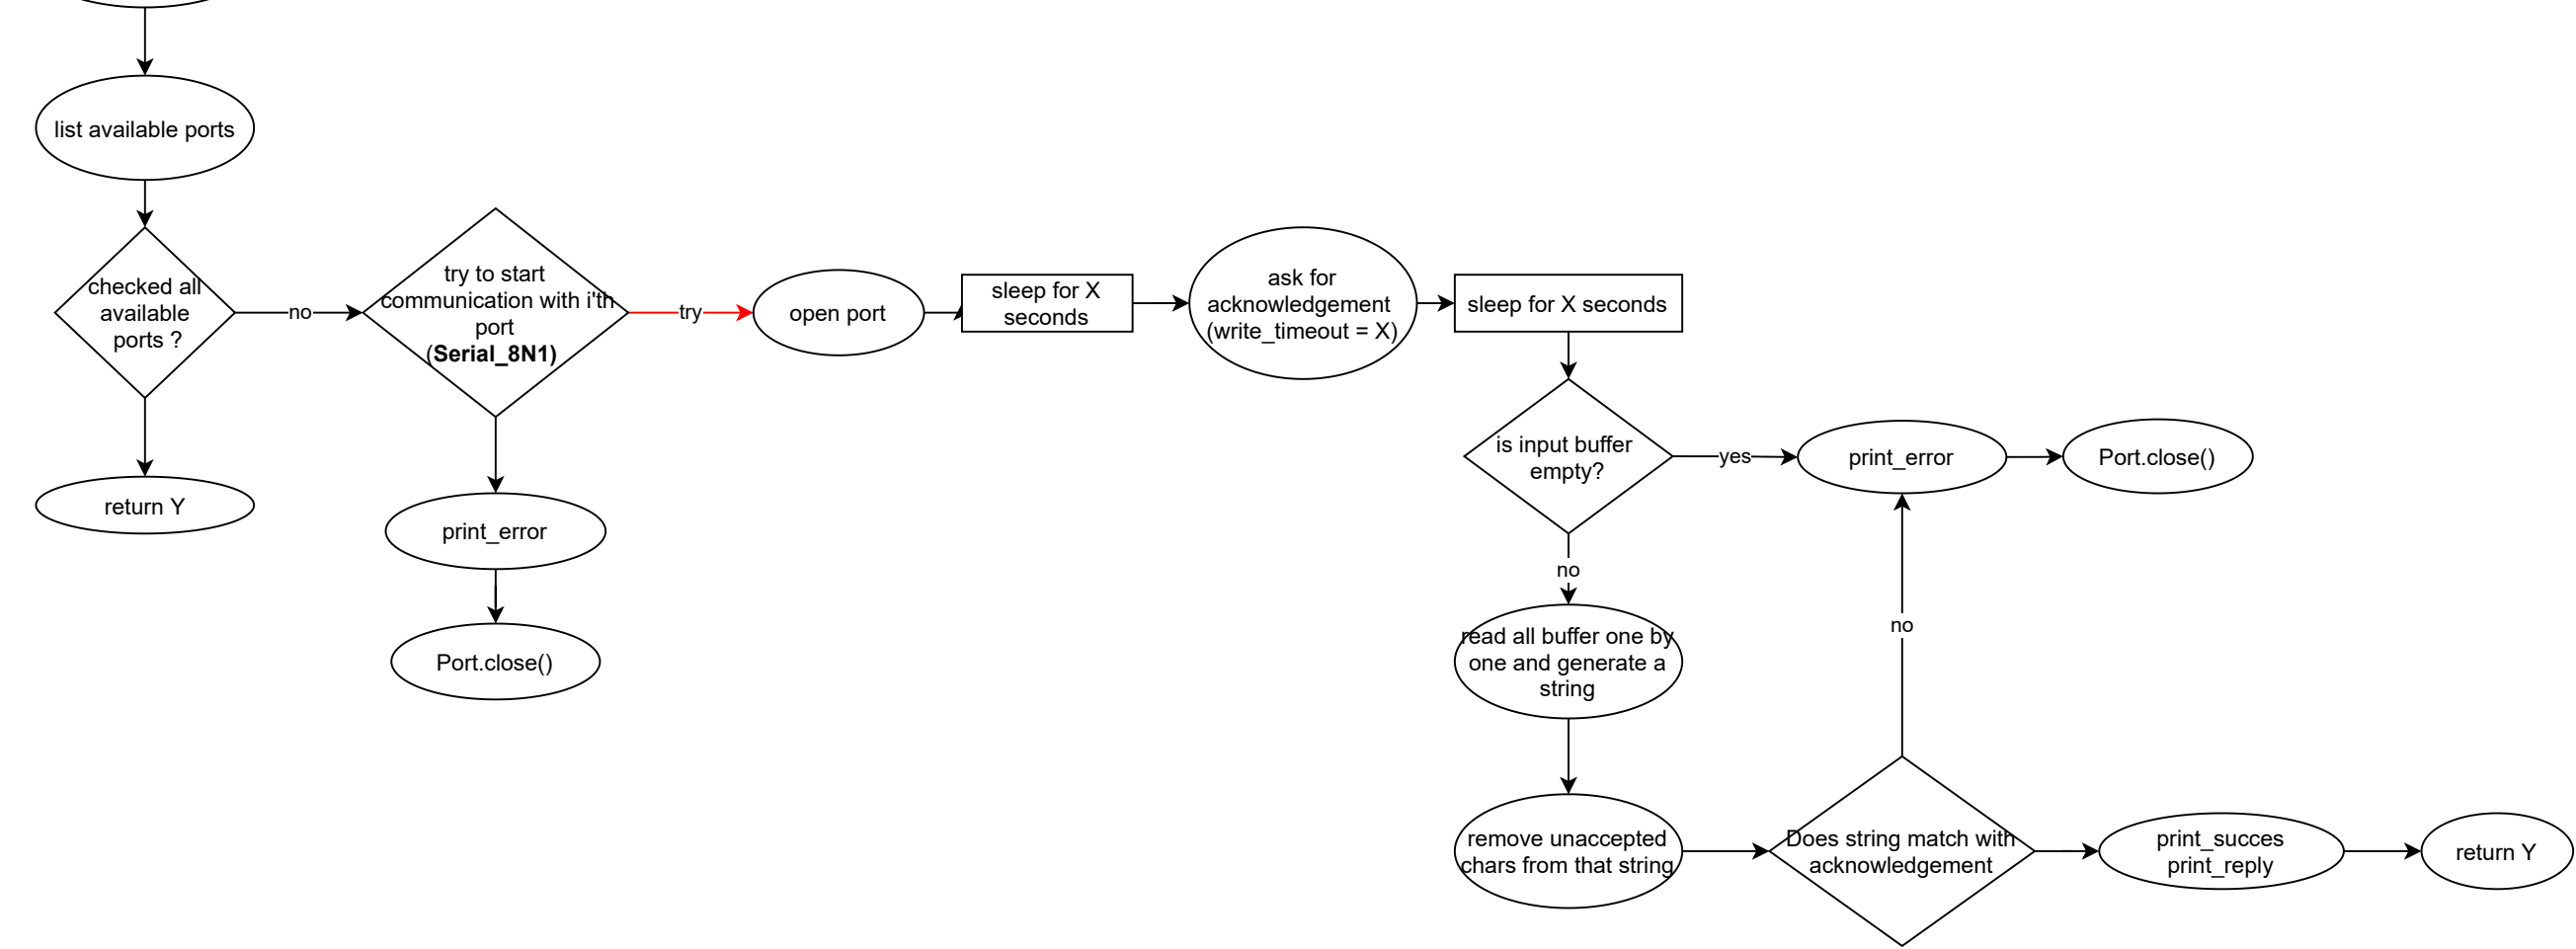 list available ports
checked all
available
ports ?
no
return Y
try to start
communication with i'th
port
(Serial_8N1)
try
print_error
Port.close()
open port
sleep for X
seconds
ask for
acknowledgement
(write_timeout = X)
sleep for X seconds
is input buffer
empty?
yes
print_error
Port.close()
no
read all buffer one by
one and generate a
string
remove unaccepted
chars from that string
Does string match with
acknowledgement
no
print_succes
print_reply
return Y